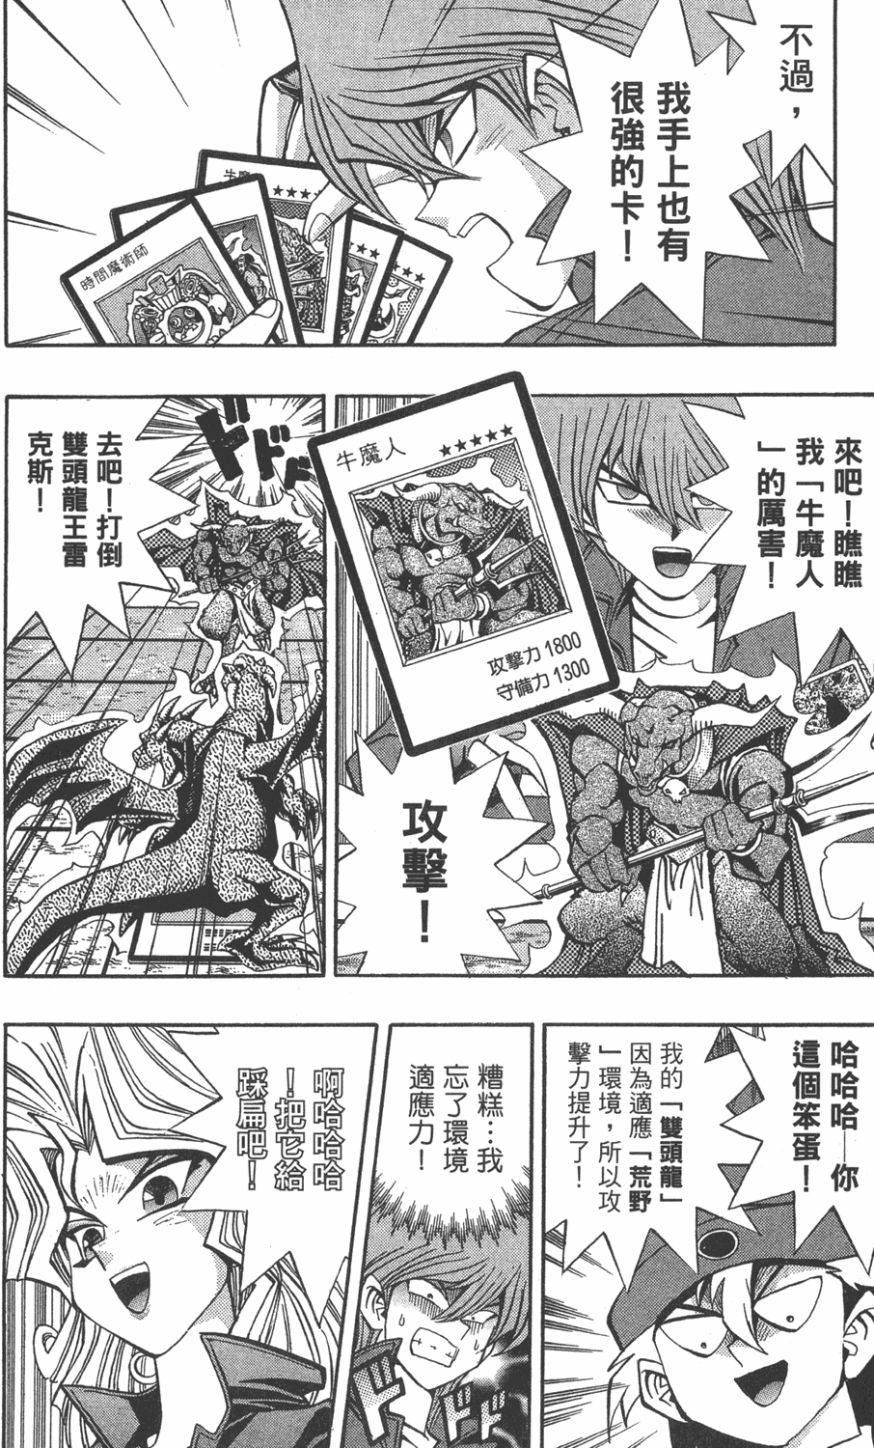 不過，
我手上也有
很強的卡！
牛魔
時間魔術師
來吧！瞧瞧
我「牛魔人
」的厲害！
牛魔人
攻擊力 1800
守備力 1300
攻擊！
ドドド
去吧！打倒
雙頭龍王雷
克斯！
哈哈哈—你
這個笨蛋！
我的「雙頭龍」
因為適應「荒野
」環境，所以攻
擊力提升了！
糟糕…我
忘了環境
適應力！
ドド
啊哈哈哈
！把它給
踩扁吧！